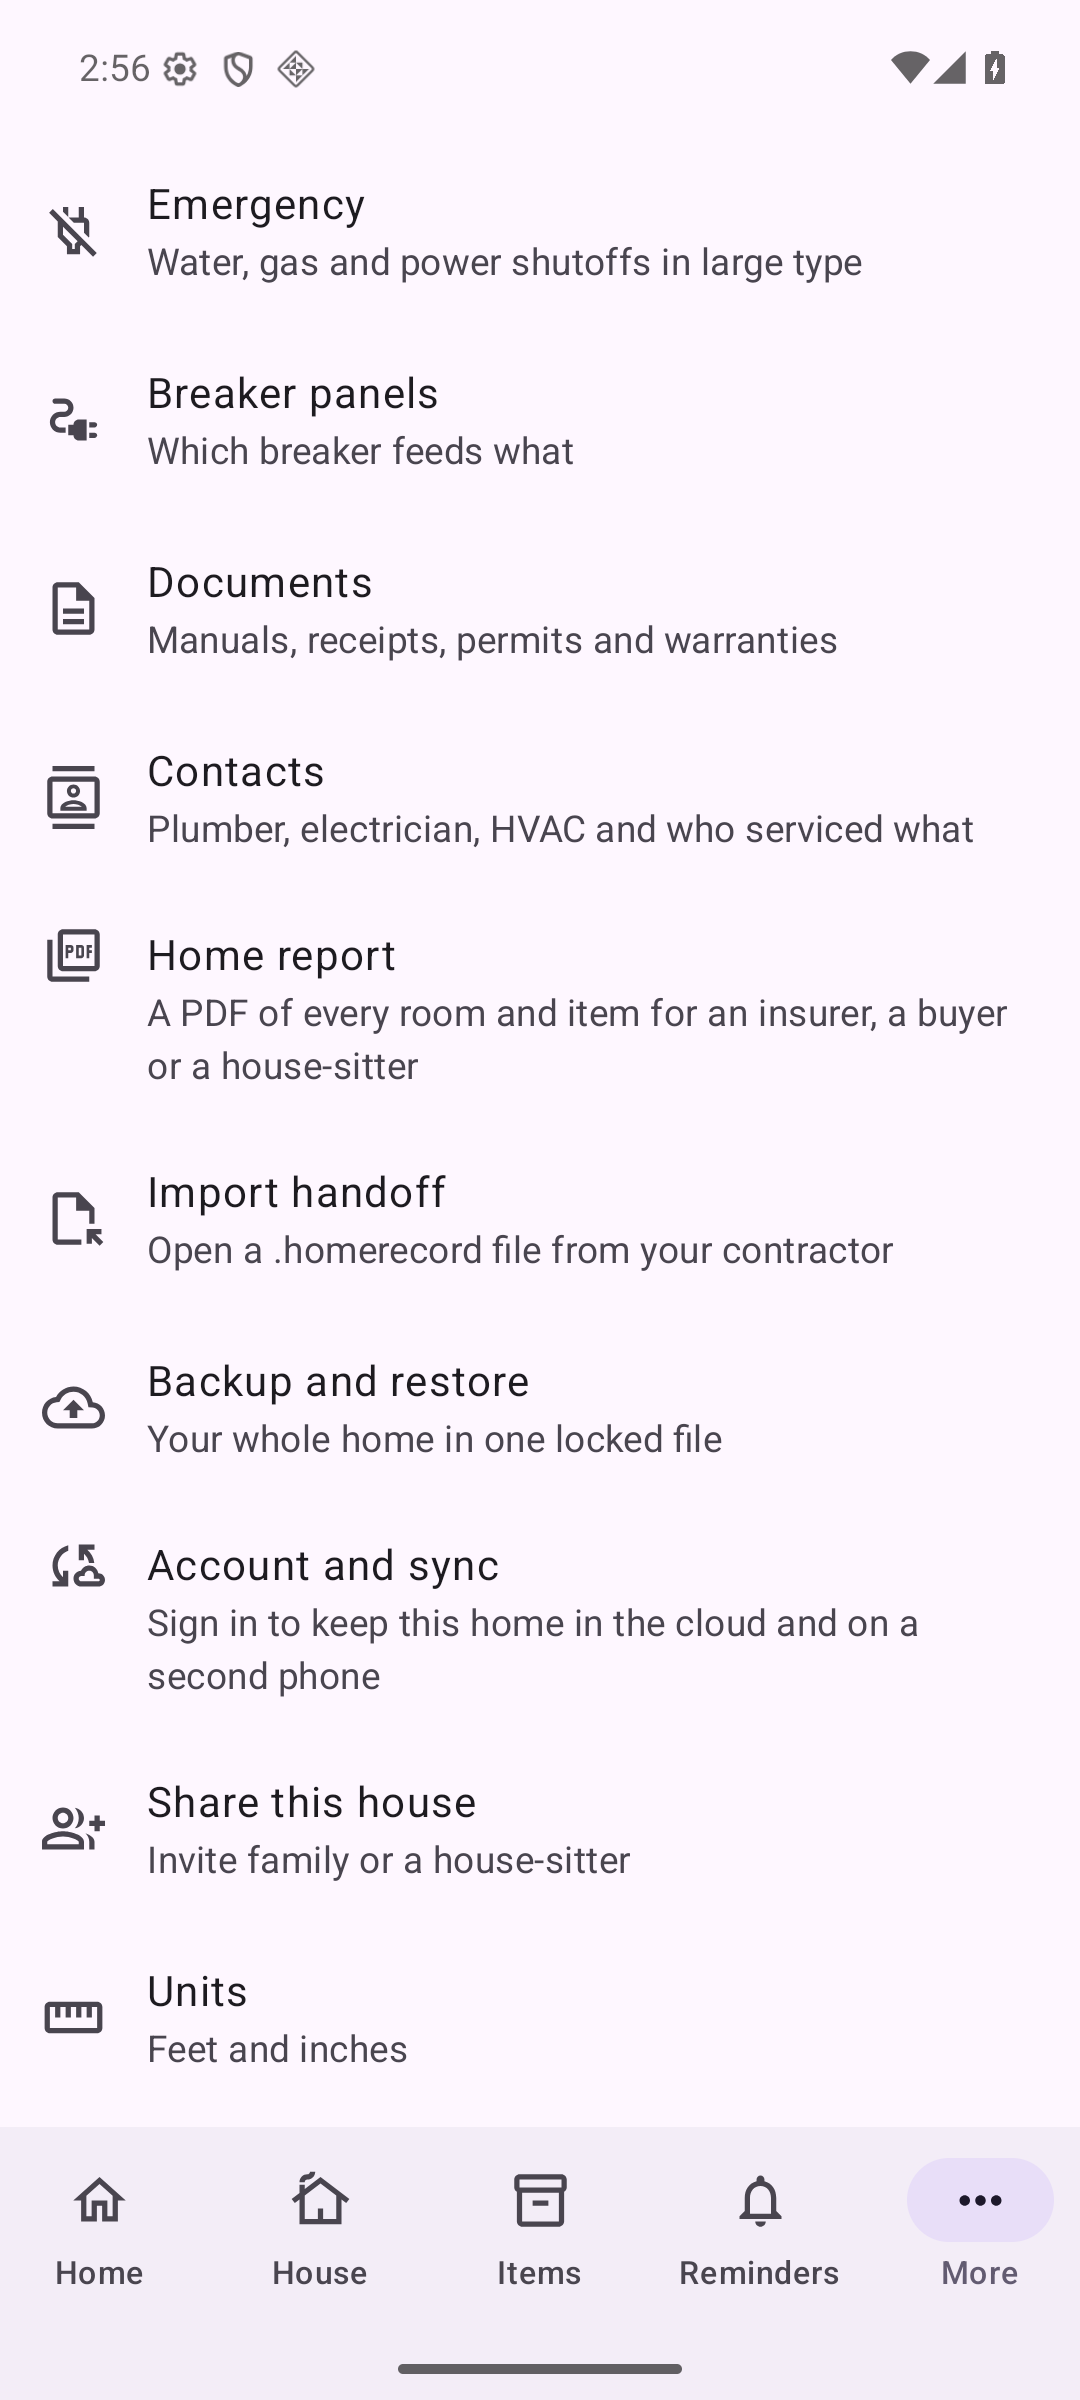 2:56
Emergency
Water, gas and power shutoffs in large type
Breaker panels
Which breaker feeds what
Documents
Manuals, receipts, permits and warranties
Contacts
Plumber, electrician, HVAC and who serviced what
PDF
Home report
A PDF of every room and item for an insurer, a buyer
or a house-sitter
Import handoff
Open a .homerecord file from your contractor
Backup and restore
Your whole home in one locked file
Account and sync
Sign in to keep this home in the cloud and on a
second phone
Share this house
Invite family or a house-sitter
Units
Feet and inches
Home House Items Reminders More